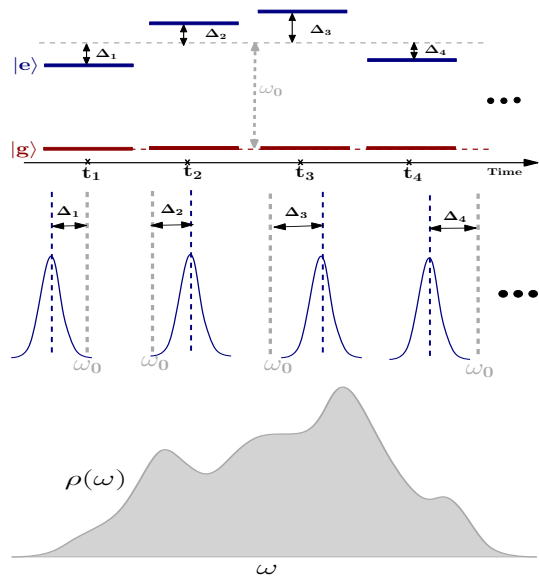 Δ₁ Δ₂ Δ₃ Δ₄
|e⟩
ω₀
|g⟩
t₁ t₂ t₃ t₄ Time
Δ₁ Δ₂ Δ₃ Δ₄
ω₀ ω₀ ω₀ ω₀
ρ(ω)
ω